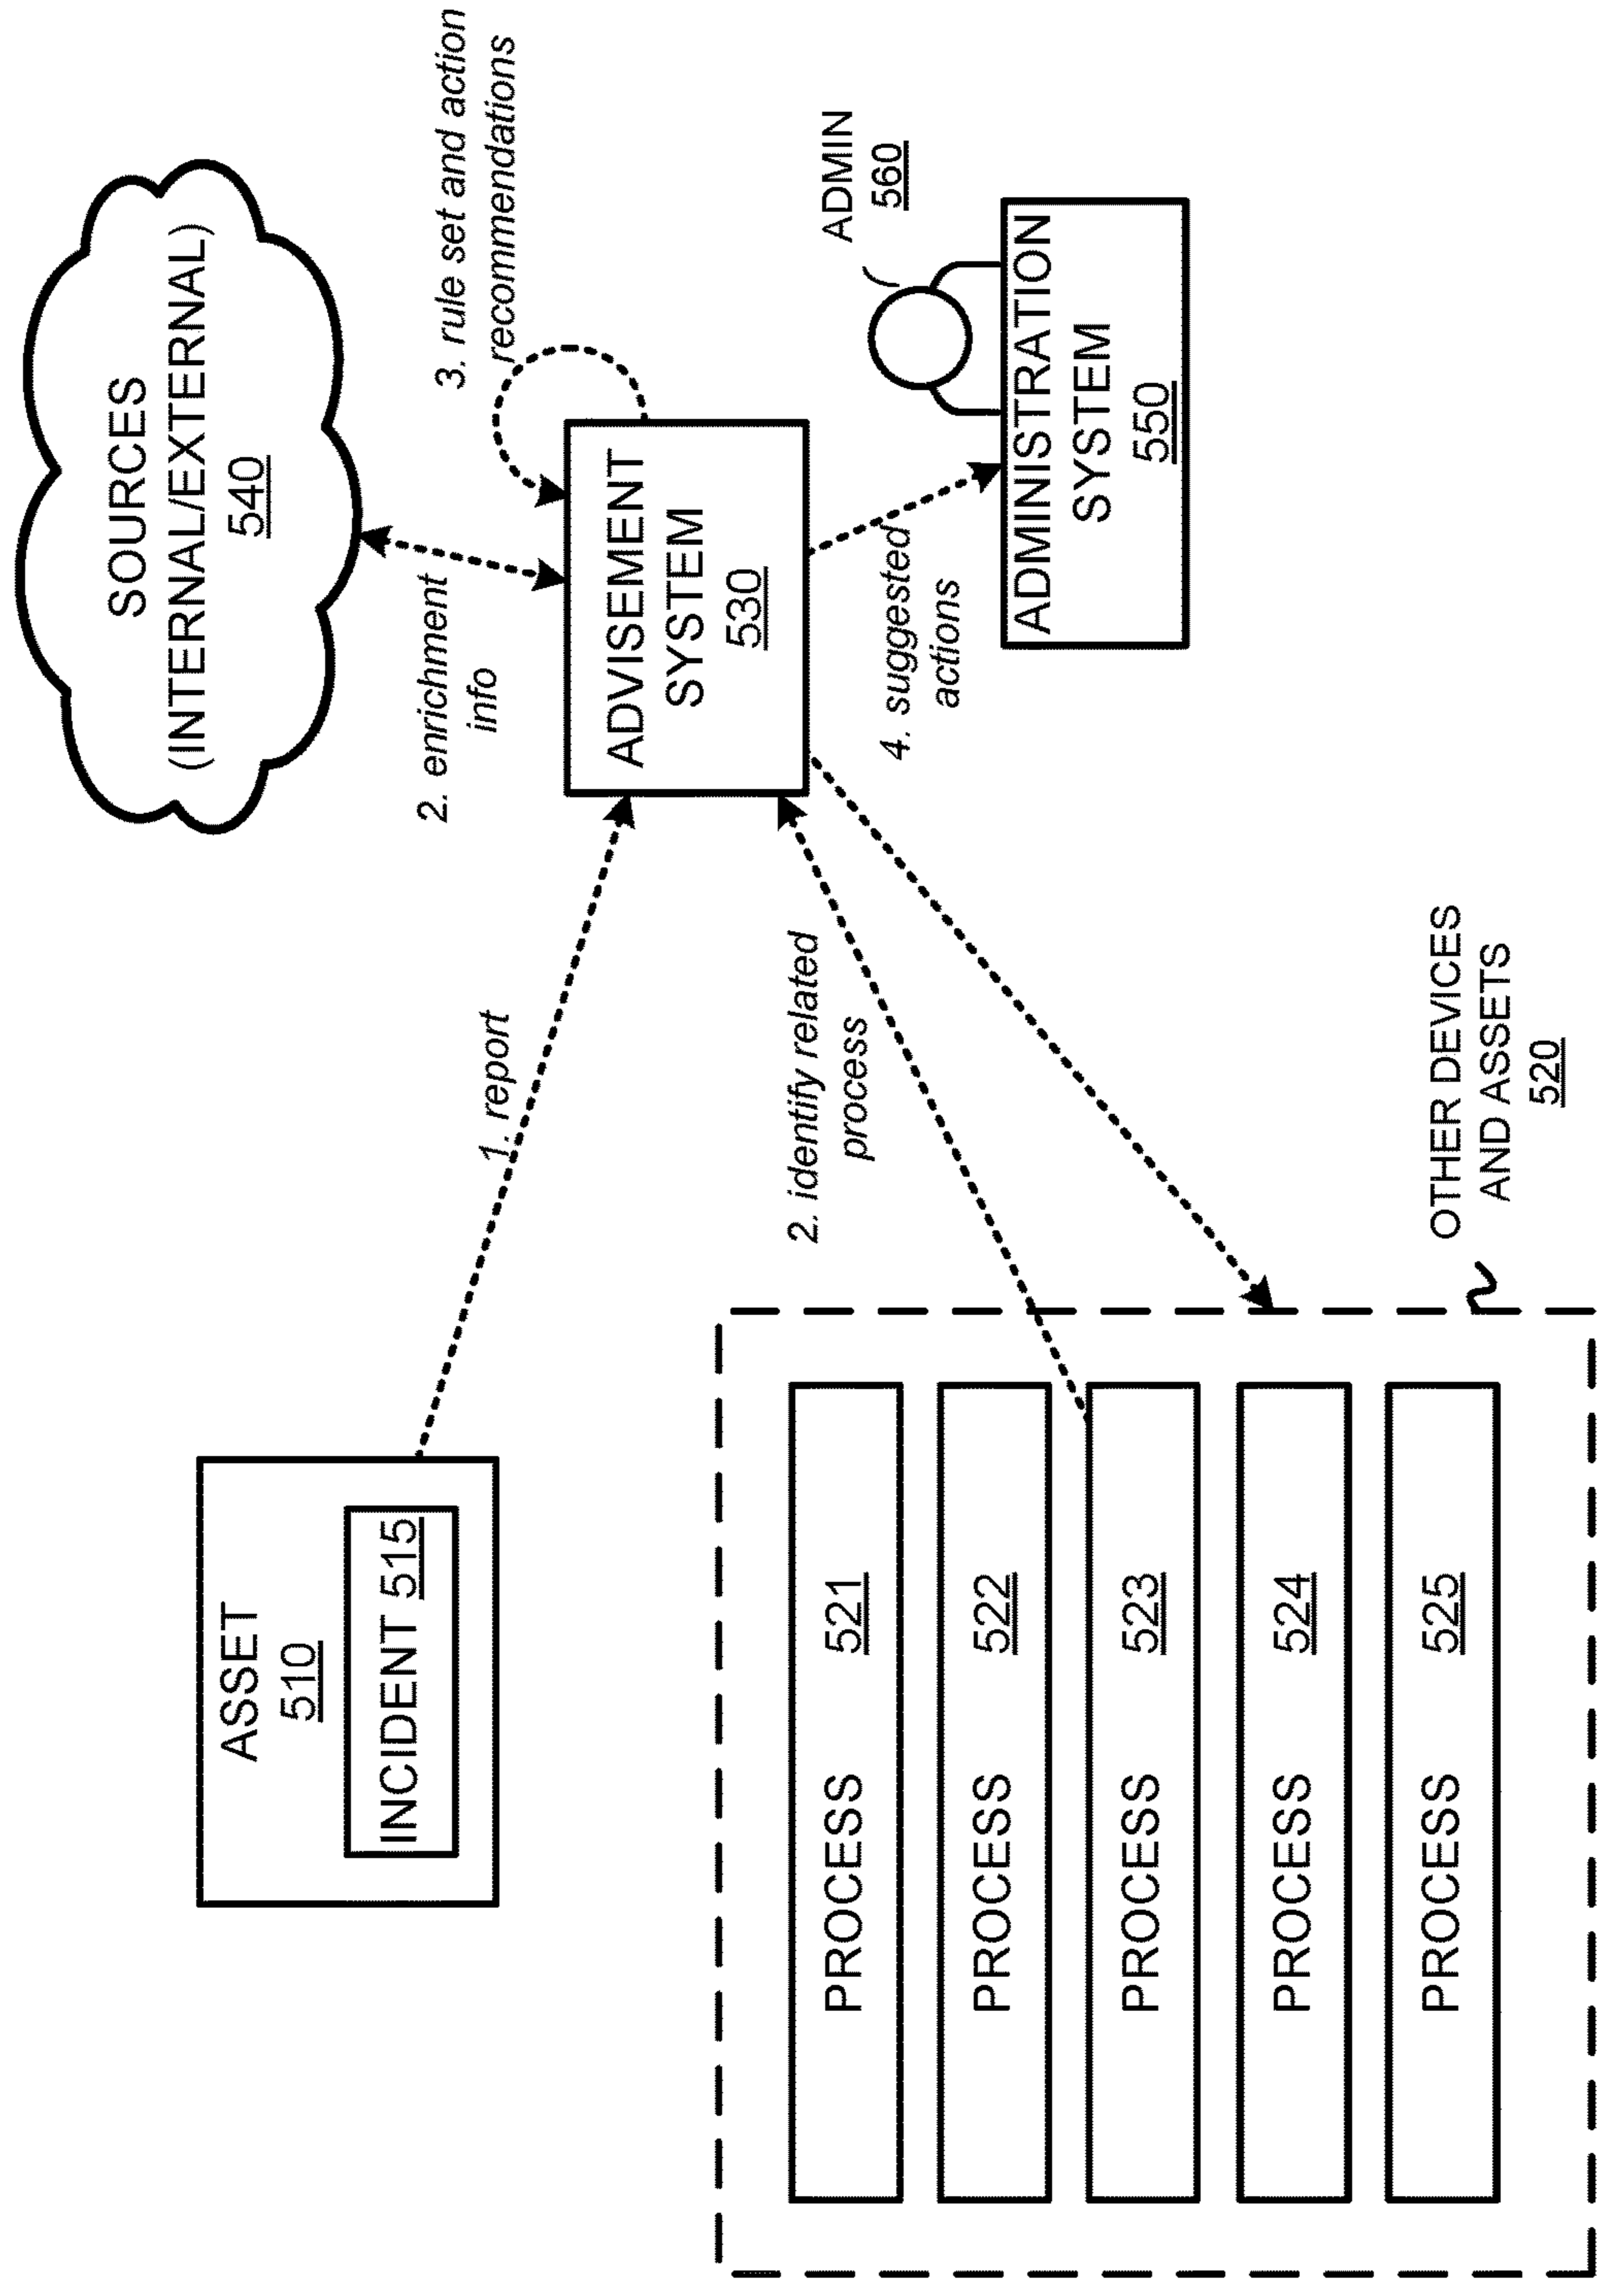 ASSET
510
INCIDENT 515
1. report
SOURCES
(INTERNAL/EXTERNAL)
540
2. enrichment
info
3. rule set and action
recommendations
ADVISEMENT
SYSTEM
530
2. identify related
process
4. suggested
actions
ADMIN
560
ADMINISTRATION
SYSTEM
550
PROCESS 521
PROCESS 522
PROCESS 523
PROCESS 524
PROCESS 525
OTHER DEVICES
AND ASSETS
520